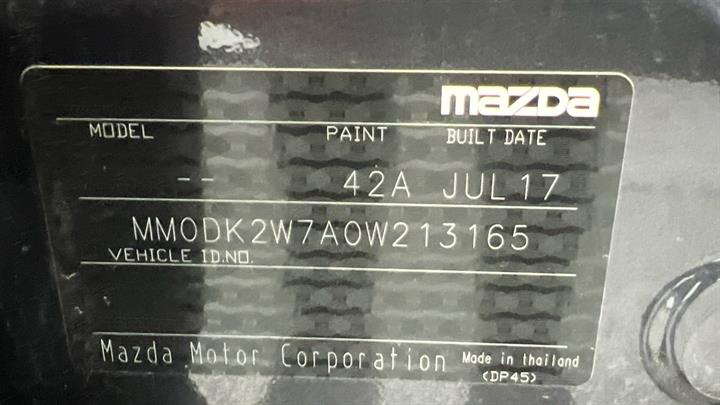 mazda
MODEL PAINT BUILT DATE
-- 42A JUL 17
MM0DK2W7A0W213165
VEHICLE ID.NO.
Mazda Motor Corporation Made in thailand
(DP45)